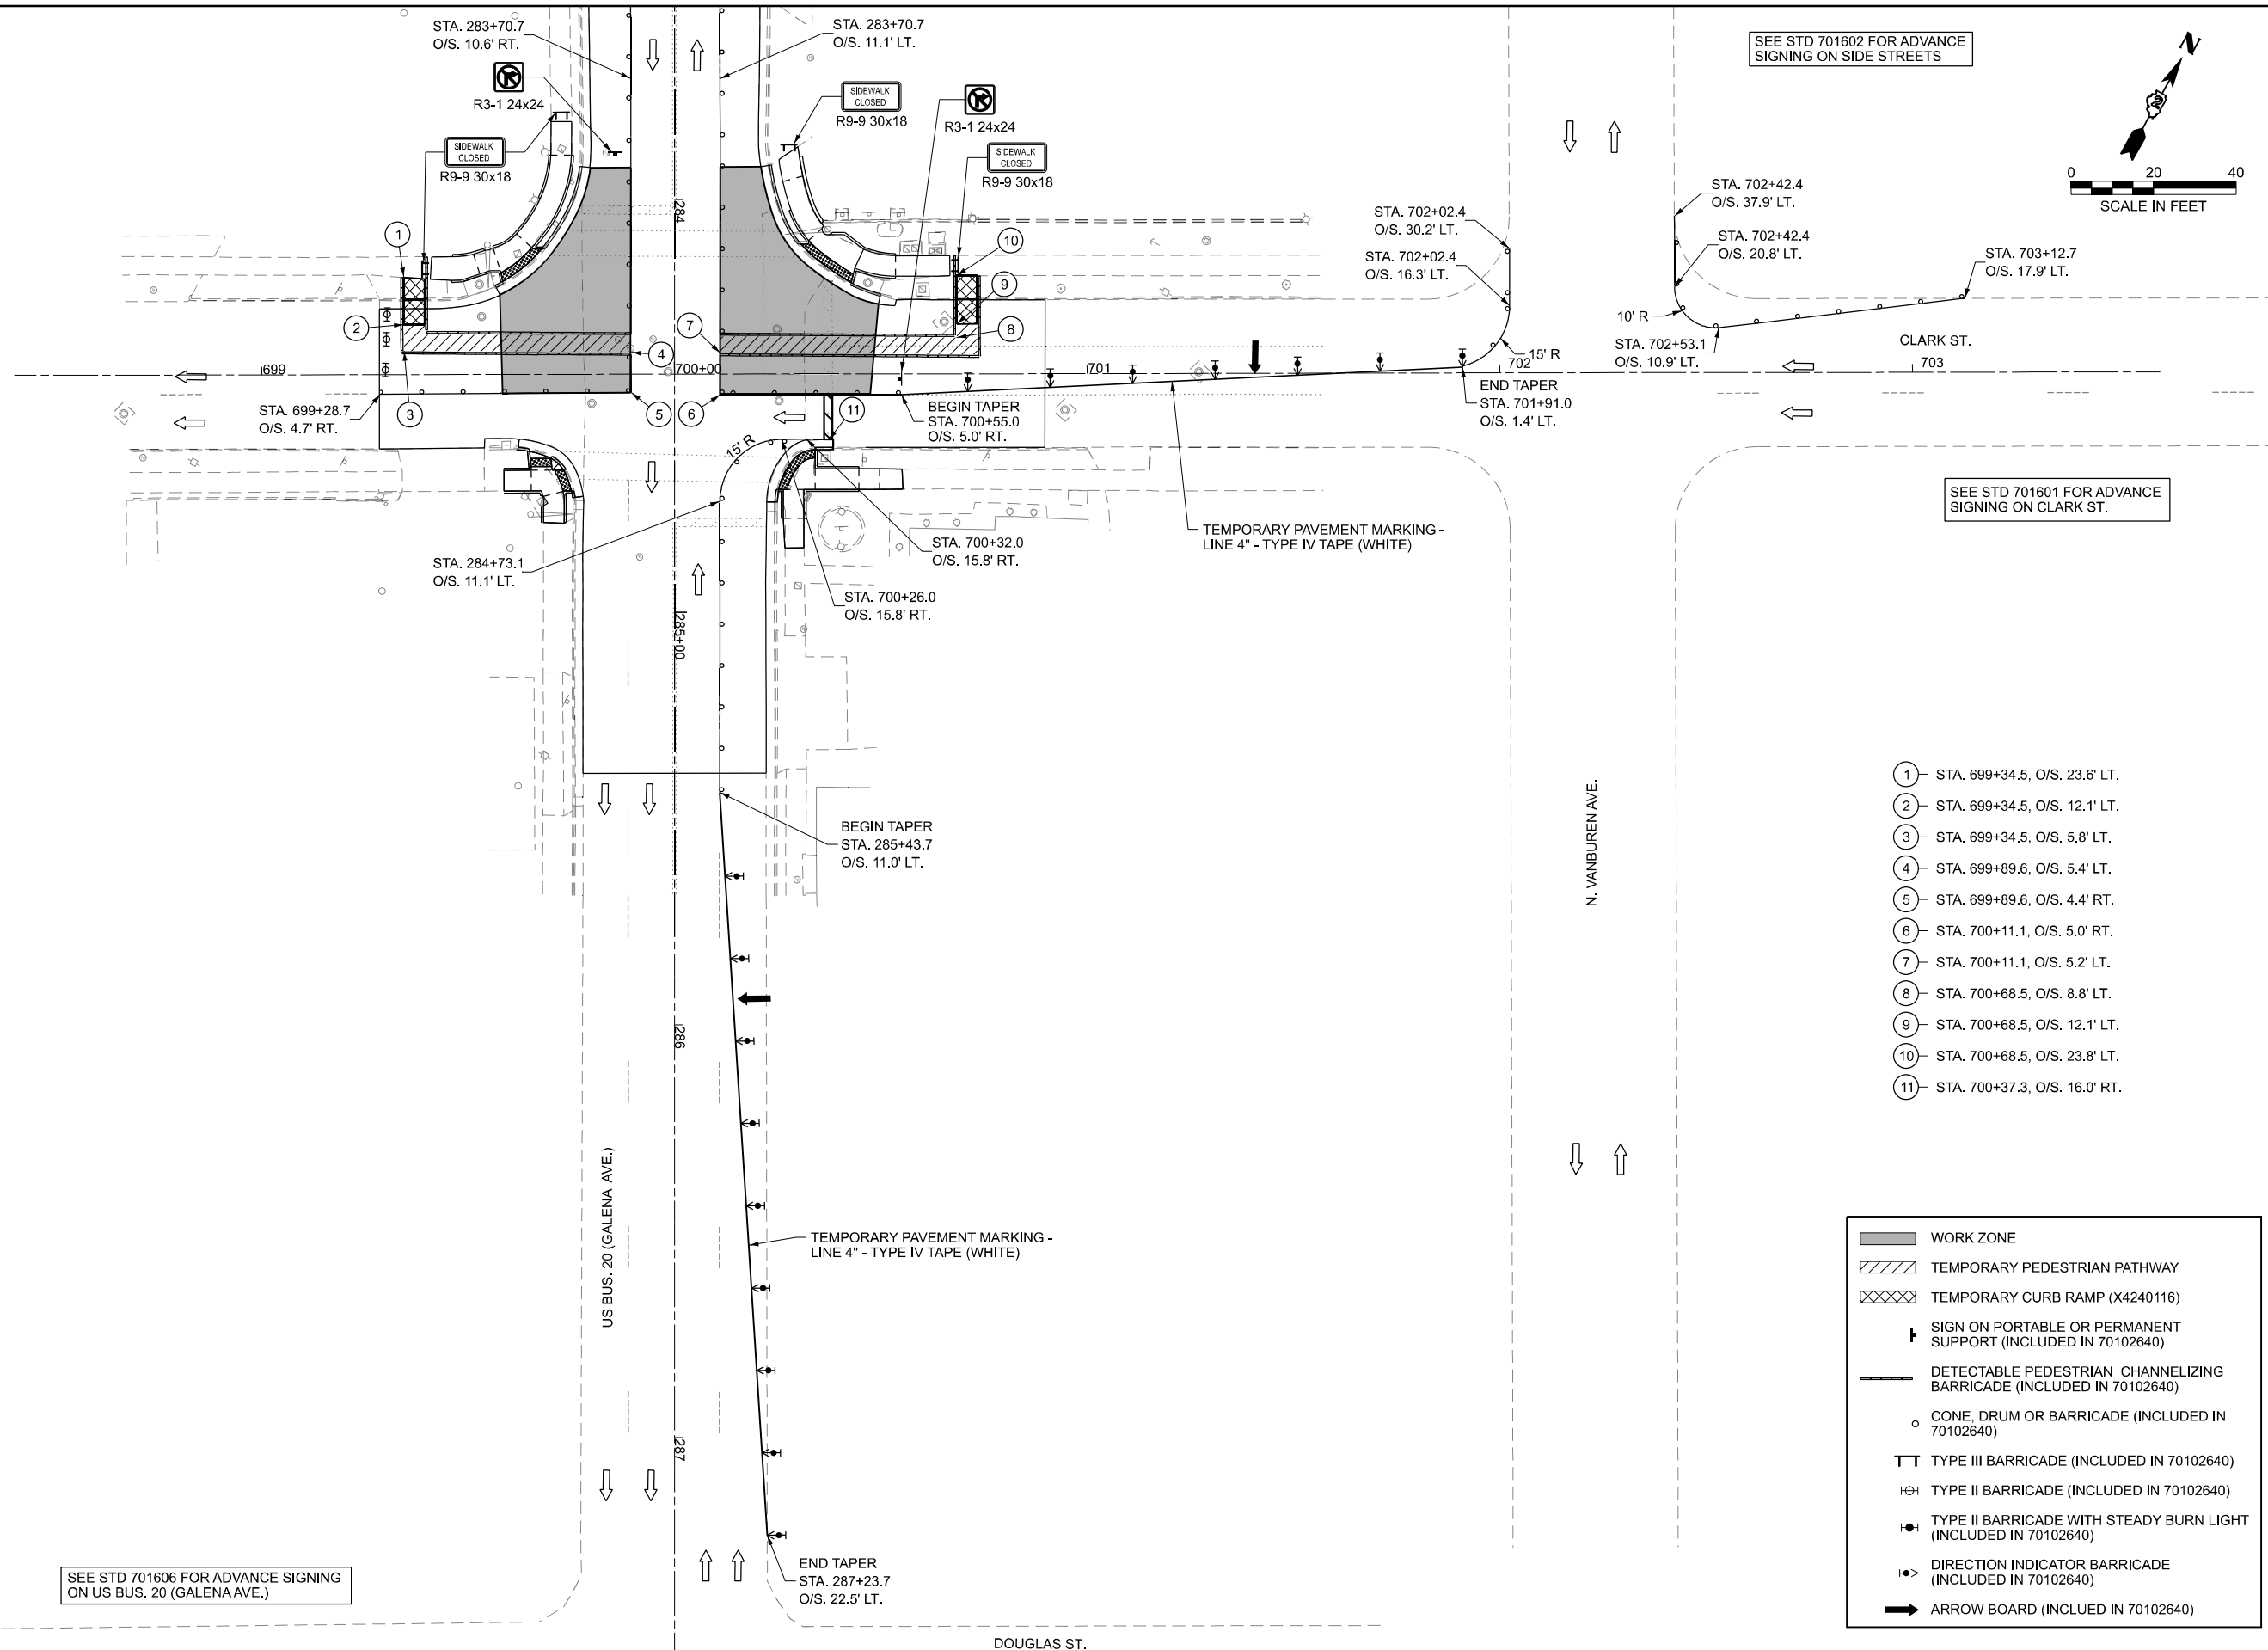 STA. 283+70.7
O/S. 10.6' RT.
STA. 283+70.7
O/S. 11.1' LT.
SEE STD 701602 FOR ADVANCE
SIGNING ON SIDE STREETS
N
2
0 20 40
SCALE IN FEET
R3-1 24x24
SIDEWALK
CLOSED
R9-9 30x18
R3-1 24x24
SIDEWALK
CLOSED
R9-9 30x18
SIDEWALK
CLOSED
R9-9 30x18
284
STA. 702+02.4
O/S. 30.2' LT.
STA. 702+02.4
O/S. 16.3' LT.
STA. 702+42.4
O/S. 37.9' LT.
STA. 702+42.4
O/S. 20.8' LT.
STA. 703+12.7
O/S. 17.9' LT.
1
2
3
4
5
6
7
8
9
10
11
10' R
STA. 702+53.1
O/S. 10.9' LT.
15' R
CLARK ST.
699
700+00
701
702
703
STA. 699+28.7
O/S. 4.7' RT.
BEGIN TAPER
STA. 700+55.0
O/S. 5.0' RT.
END TAPER
STA. 701+91.0
O/S. 1.4' LT.
15' R
SEE STD 701601 FOR ADVANCE
SIGNING ON CLARK ST.
TEMPORARY PAVEMENT MARKING -
LINE 4" - TYPE IV TAPE (WHITE)
STA. 284+73.1
O/S. 11.1' LT.
STA. 700+32.0
O/S. 15.8' RT.
STA. 700+26.0
O/S. 15.8' RT.
285+00
BEGIN TAPER
STA. 285+43.7
O/S. 11.0' LT.
N. VANBUREN AVE.
1 STA. 699+34.5, O/S. 23.6' LT.
2 STA. 699+34.5, O/S. 12.1' LT.
3 STA. 699+34.5, O/S. 5.8' LT.
4 STA. 699+89.6, O/S. 5.4' LT.
5 STA. 699+89.6, O/S. 4.4' RT.
6 STA. 700+11.1, O/S. 5.0' RT.
7 STA. 700+11.1, O/S. 5.2' LT.
8 STA. 700+68.5, O/S. 8.8' LT.
9 STA. 700+68.5, O/S. 12.1' LT.
10 STA. 700+68.5, O/S. 23.8' LT.
11 STA. 700+37.3, O/S. 16.0' RT.
286
US BUS. 20 (GALENA AVE.)
TEMPORARY PAVEMENT MARKING -
LINE 4" - TYPE IV TAPE (WHITE)
287
END TAPER
STA. 287+23.7
O/S. 22.5' LT.
SEE STD 701606 FOR ADVANCE SIGNING
ON US BUS. 20 (GALENA AVE.)
DOUGLAS ST.
WORK ZONE
TEMPORARY PEDESTRIAN PATHWAY
TEMPORARY CURB RAMP (X4240116)
SIGN ON PORTABLE OR PERMANENT
SUPPORT (INCLUDED IN 70102640)
DETECTABLE PEDESTRIAN CHANNELIZING
BARRICADE (INCLUDED IN 70102640)
CONE, DRUM OR BARRICADE (INCLUDED IN
70102640)
TYPE III BARRICADE (INCLUDED IN 70102640)
TYPE II BARRICADE (INCLUDED IN 70102640)
TYPE II BARRICADE WITH STEADY BURN LIGHT
(INCLUDED IN 70102640)
DIRECTION INDICATOR BARRICADE
(INCLUDED IN 70102640)
ARROW BOARD (INCLUED IN 70102640)